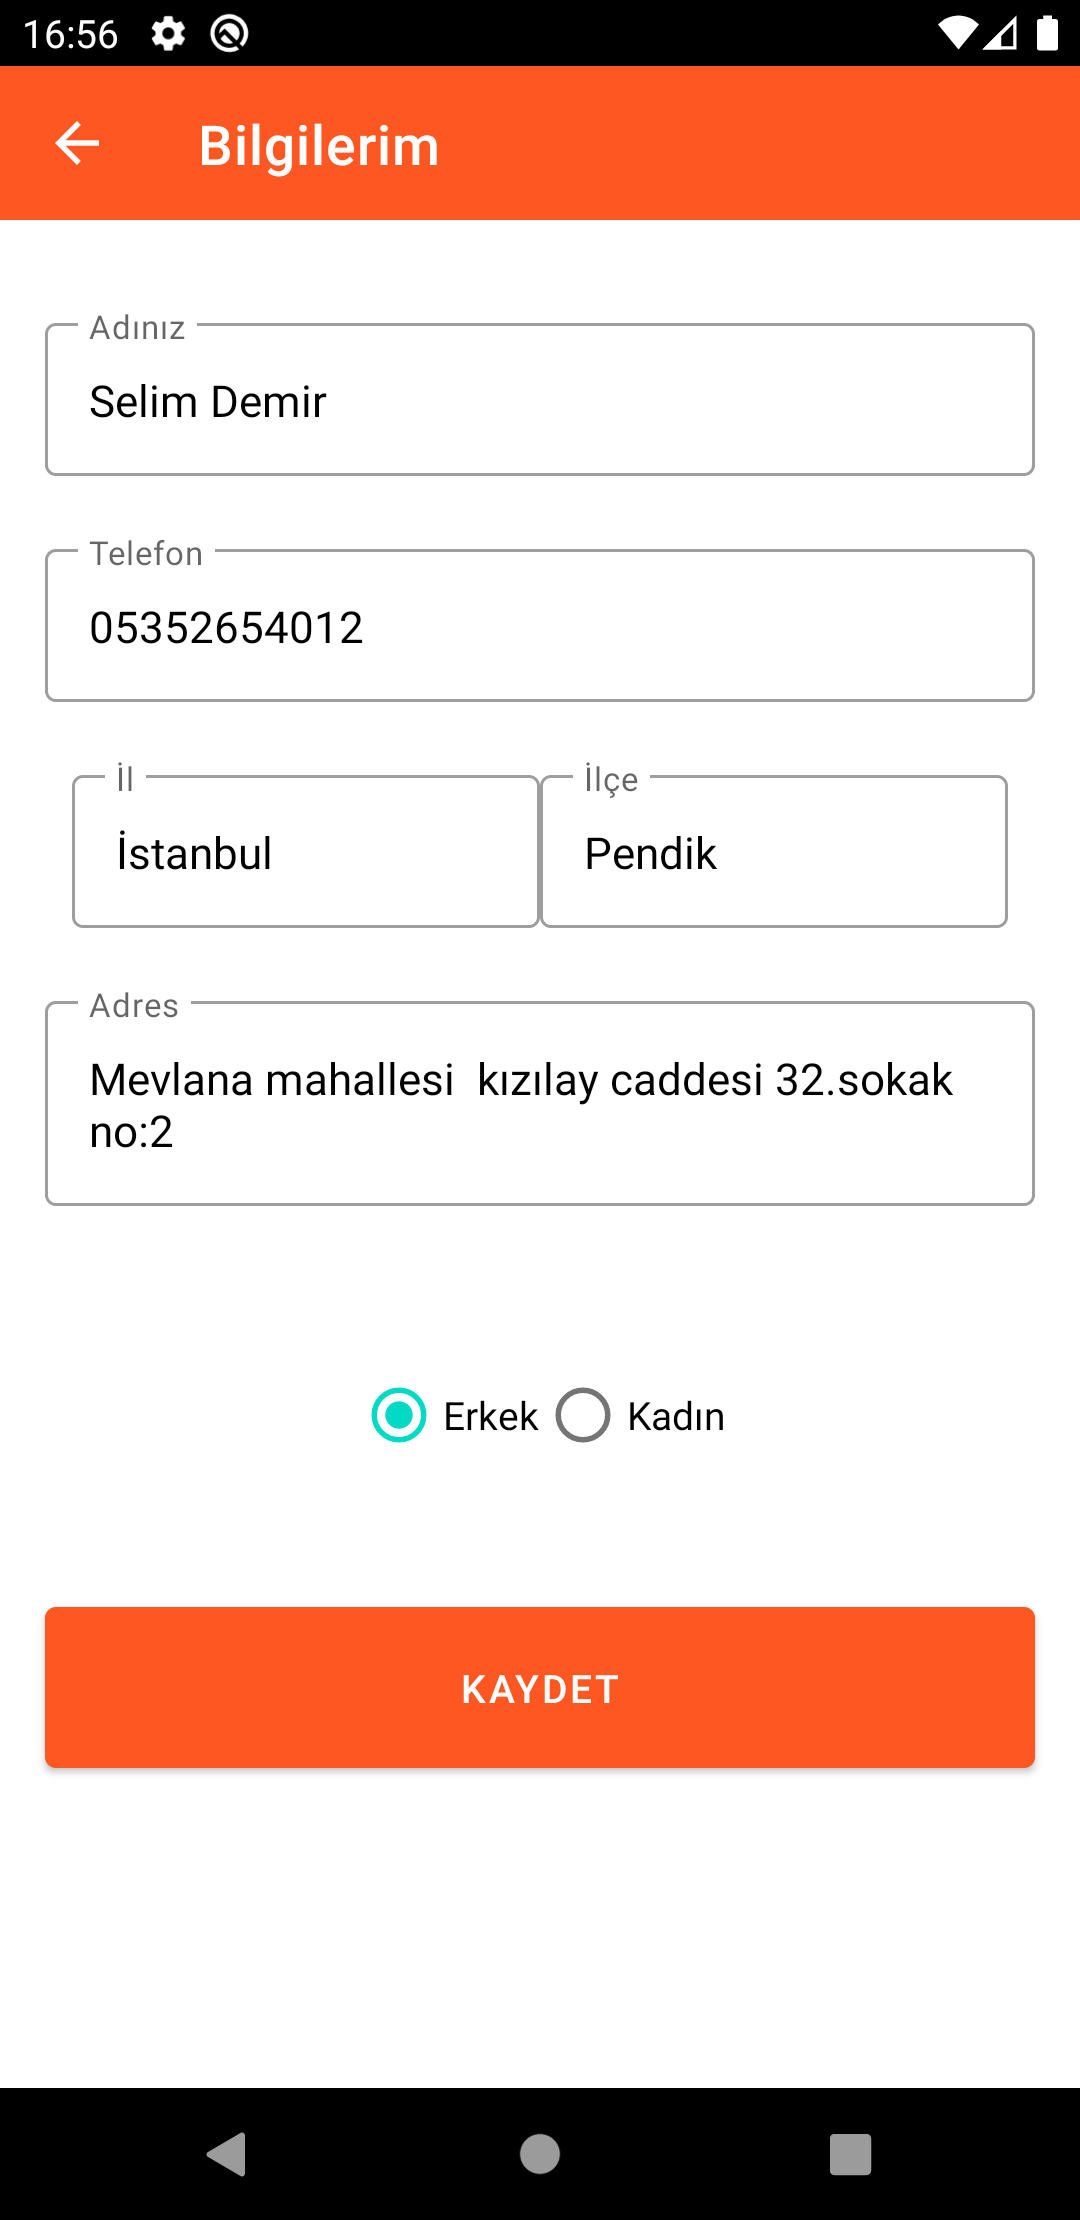 16:56
Bilgilerim
Adınız
Selim Demir
Telefon
05352654012
İl
İstanbul
İlçe
Pendik
Adres
Mevlana mahallesi  kızılay caddesi 32.sokak
no:2
Erkek Kadın
KAYDET